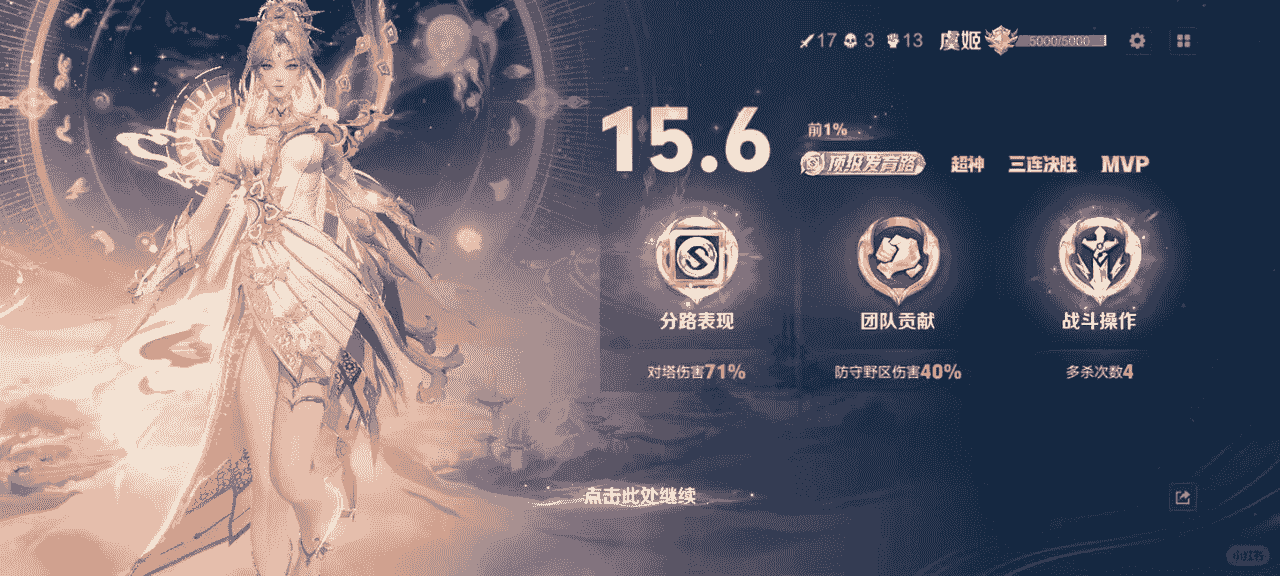 17 3 13 虞姬 5000/5000
15.6
前1%
顶级发育路 超神 三连决胜 MVP
分路表现 团队贡献 战斗操作
对塔伤害71% 防守野区伤害40% 多杀次数4
点击此处继续
小红书